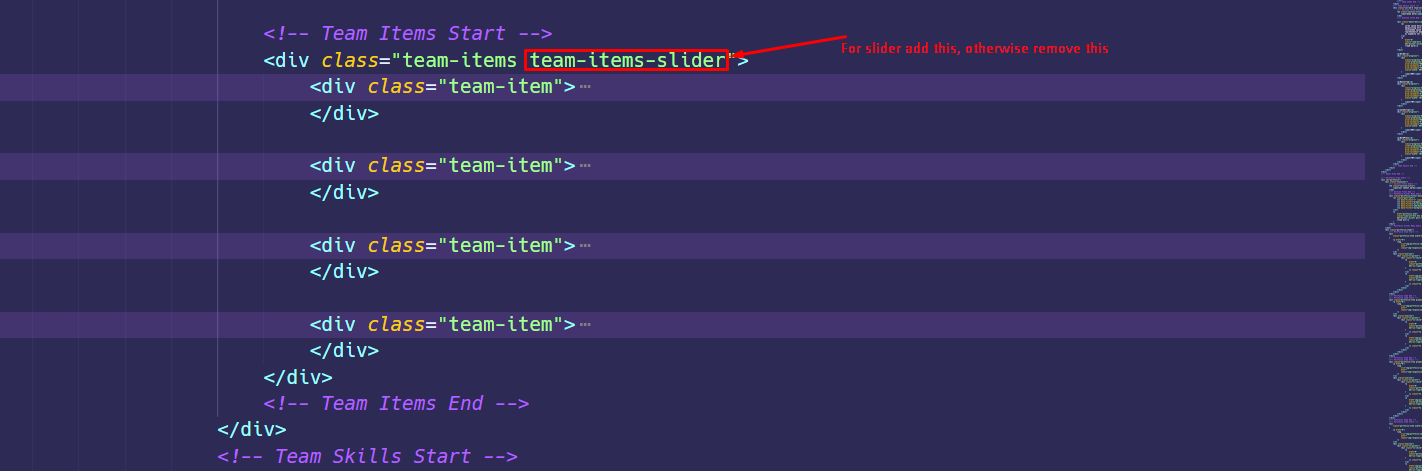 <!-- Team Items Start -->
<div class="team-items team-items-slider">
For slider add this, otherwise remove this
<div class="team-item">…
</div>
<div class="team-item">…
</div>
<div class="team-item">…
</div>
<div class="team-item">…
</div>
</div>
<!-- Team Items End -->
</div>
<!-- Team Skills Start -->